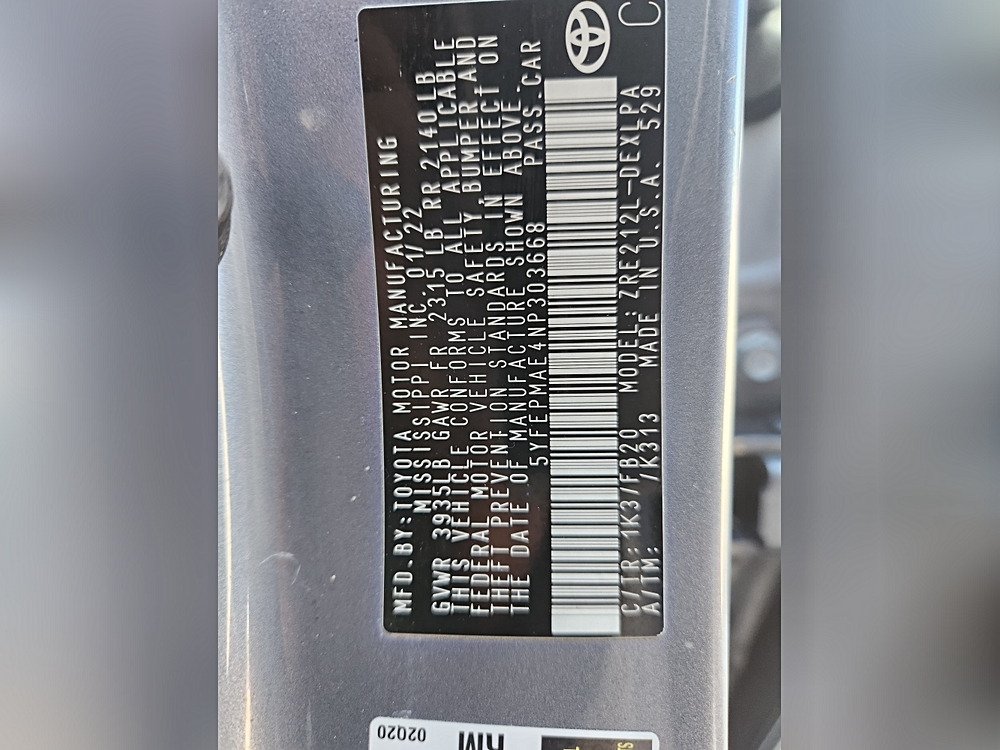 MFD.BY:TOYOTA MOTOR MANUFACTURING
MISSISSIPPI INC. 01/22
GVWR 3935LB GAWR FR 2315 LB RR 2140LB
THIS VEHICLE CONFORMS TO ALL APPLICABLE
FEDERAL MOTOR VEHICLE SAFETY, BUMPER AND
THEFT PREVENTION STANDARDS IN EFFECT ON
THE DATE OF MANUFACTURE SHOWN ABOVE.
5YFEPMAE4NP303668 PASS.CAR
C/TR:1K3/FB20 MODEL:ZRE212L-DEXLPA
A/TM: /K313 MADE IN U.S.A. 529
C
02Q20